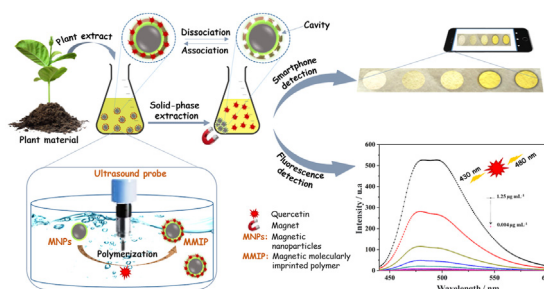 Plant extract
Dissociation
Association
Cavity
Smartphone
detection
Solid-phase
extraction
Plant material
Fluorescence
detection
Ultrasound probe
MNPs
MMIP
Polymerization
Quercetin
Magnet
MNPs: Magnetic
nanoparticles
MMIP: Magnetic molecularly
imprinted polymer
600
500
400
300
200
100
0
Intensity / n.a
430 nm
480 nm
1.25 µg mL⁻¹
0.004 µg mL⁻¹
450
500
550
Wavelength / nm